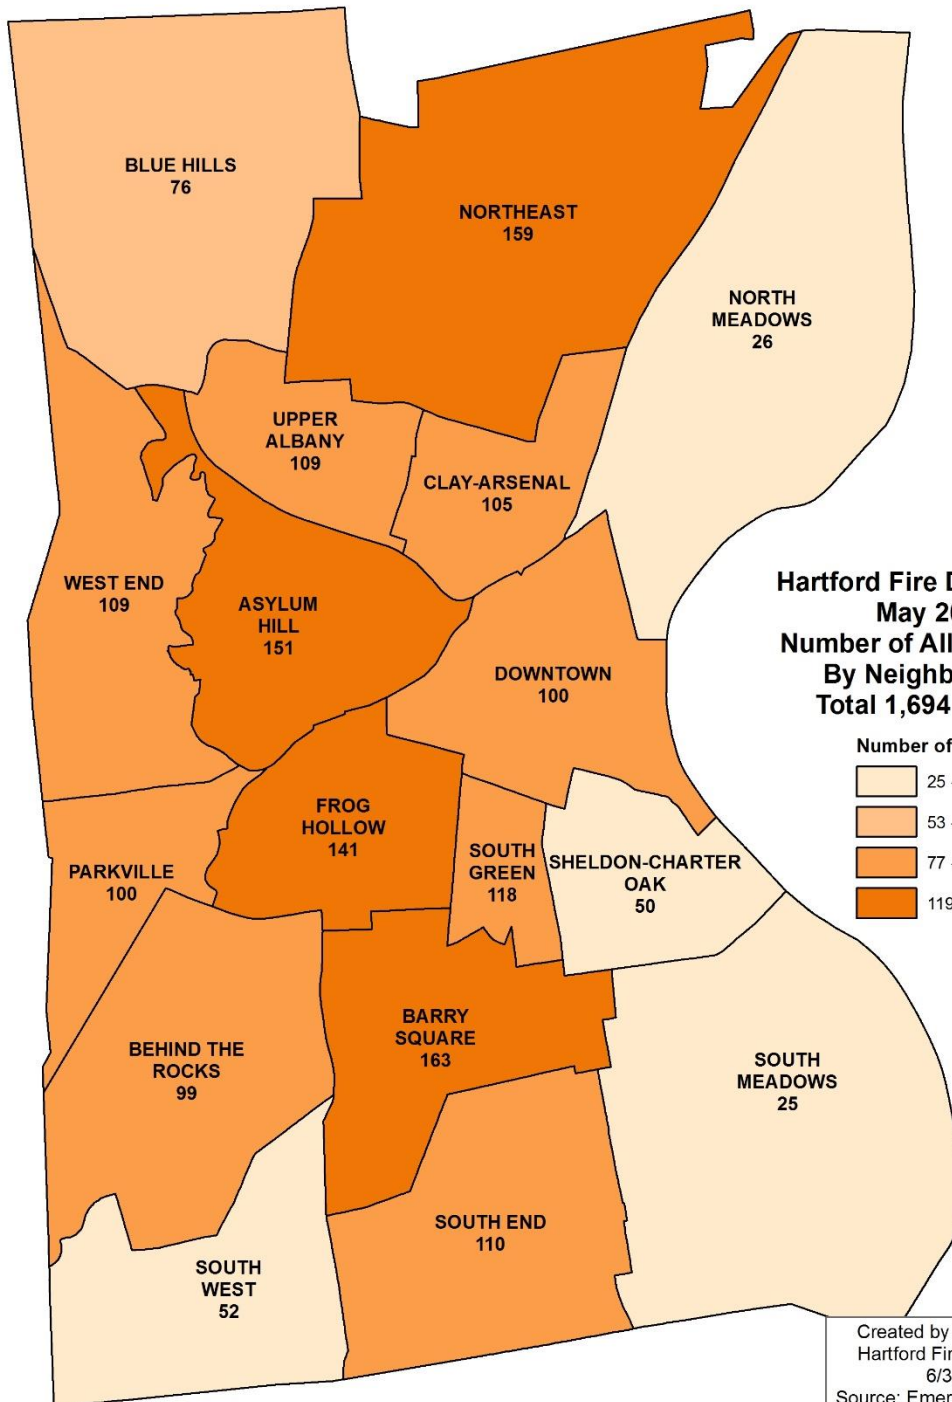 BLUE HILLS
76
NORTHEAST
159
NORTH
MEADOWS
26
UPPER
ALBANY
109
CLAY-ARSENAL
105
WEST END
109
ASYLUM
HILL
151
DOWNTOWN
100
Hartford Fire D
May 20
Number of All
By Neighb
Total 1,694
Number of
25
53
77
119
FROG
HOLLOW
141
SOUTH
GREEN
118
SHELDON-CHARTER
OAK
50
PARKVILLE
100
BARRY
SQUARE
163
BEHIND THE
ROCKS
99
SOUTH
MEADOWS
25
SOUTH END
110
SOUTH
WEST
52
Created by
Hartford Fir
6/3
Source: Emer